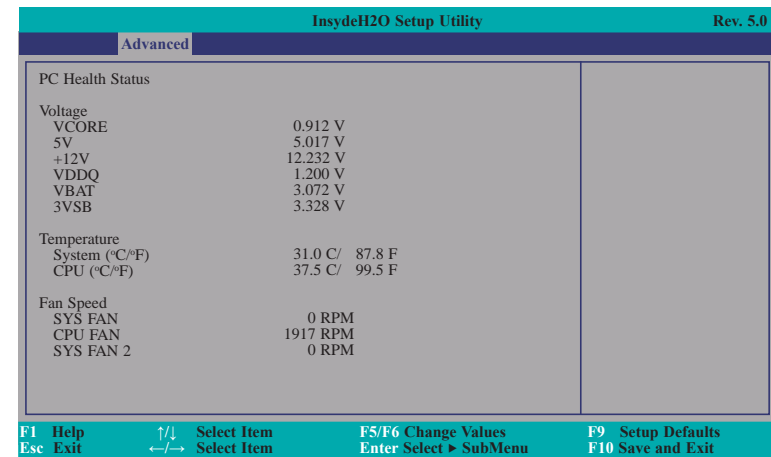 InsydeH2O Setup Utility Rev. 5.0
Advanced
PC Health Status
Voltage
VCORE 0.912 V
5V 5.017 V
+12V 12.232 V
VDDQ 1.200 V
VBAT 3.072 V
3VSB 3.328 V
Temperature
System (°C/°F) 31.0 C/ 87.8 F
CPU (°C/°F) 37.5 C/ 99.5 F
Fan Speed
SYS FAN 0 RPM
CPU FAN 1917 RPM
SYS FAN 2 0 RPM
F1 Help ↑/↓ Select Item F5/F6 Change Values F9 Setup Defaults
Esc Exit ←/→ Select Item Enter Select ► SubMenu F10 Save and Exit